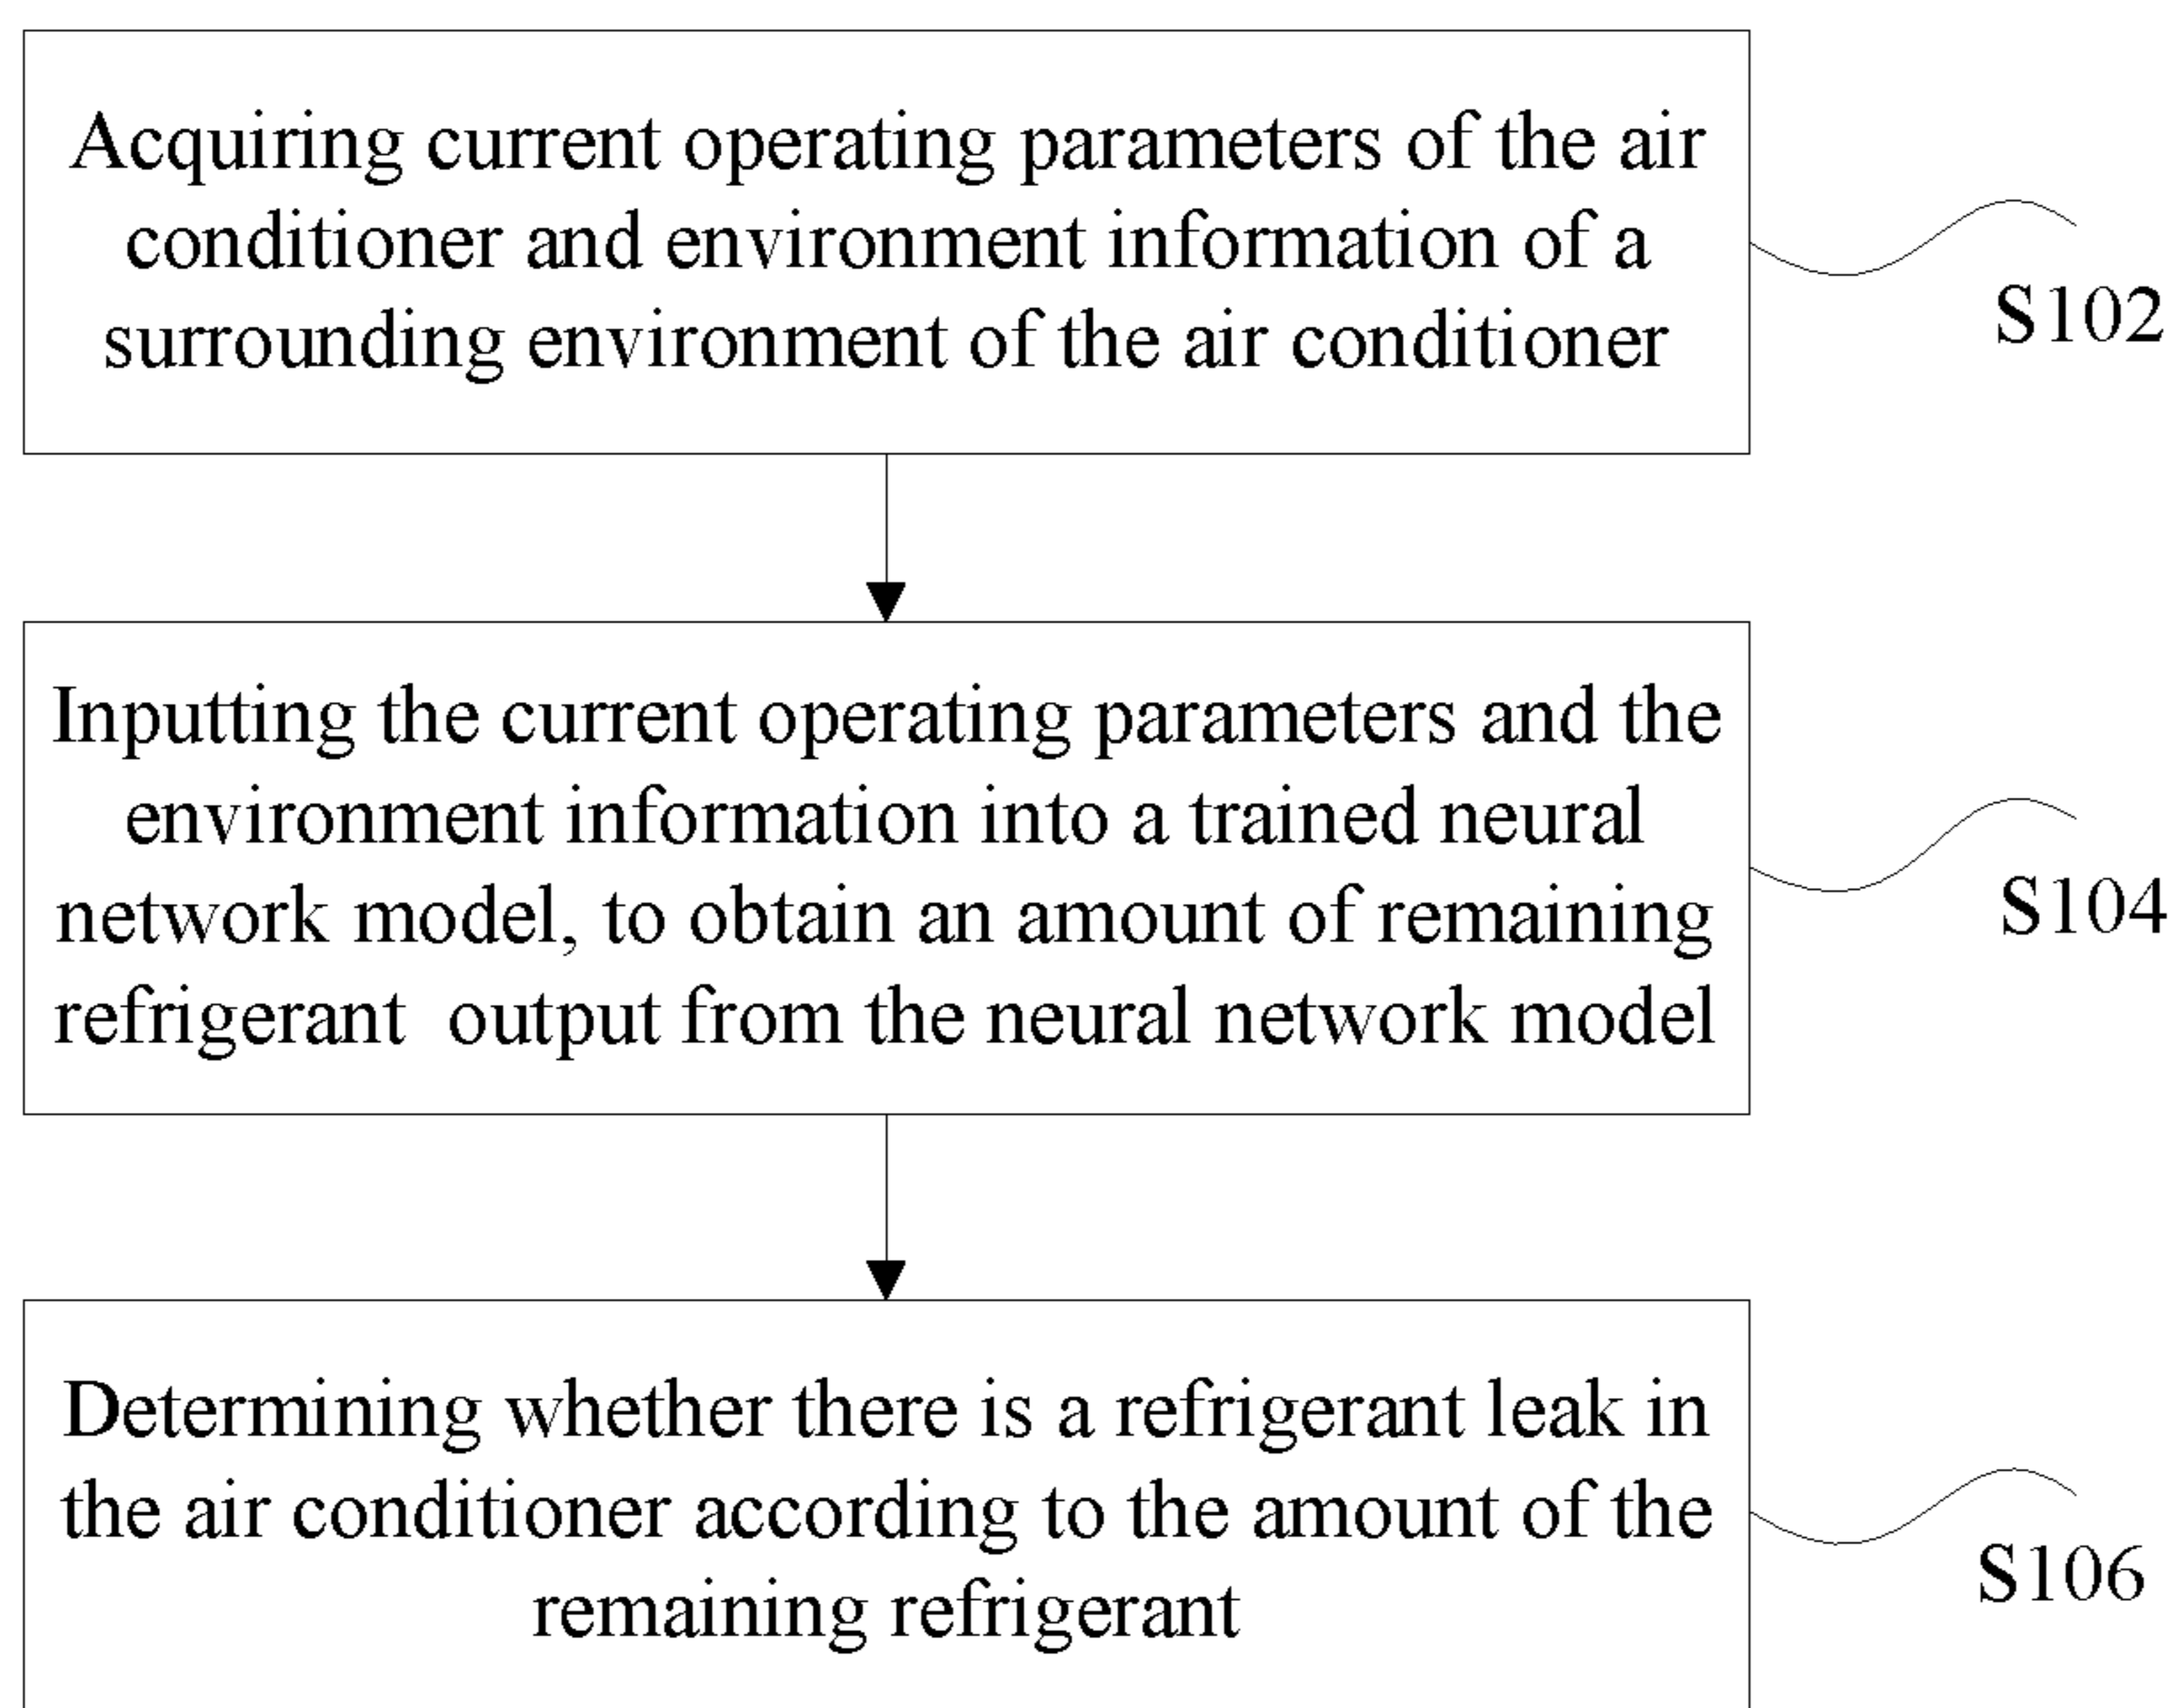 Acquiring current operating parameters of the air
conditioner and environment information of a
surrounding environment of the air conditioner
S102
Inputting the current operating parameters and the
environment information into a trained neural
network model, to obtain an amount of remaining
refrigerant output from the neural network model
S104
Determining whether there is a refrigerant leak in
the air conditioner according to the amount of the
remaining refrigerant
S106